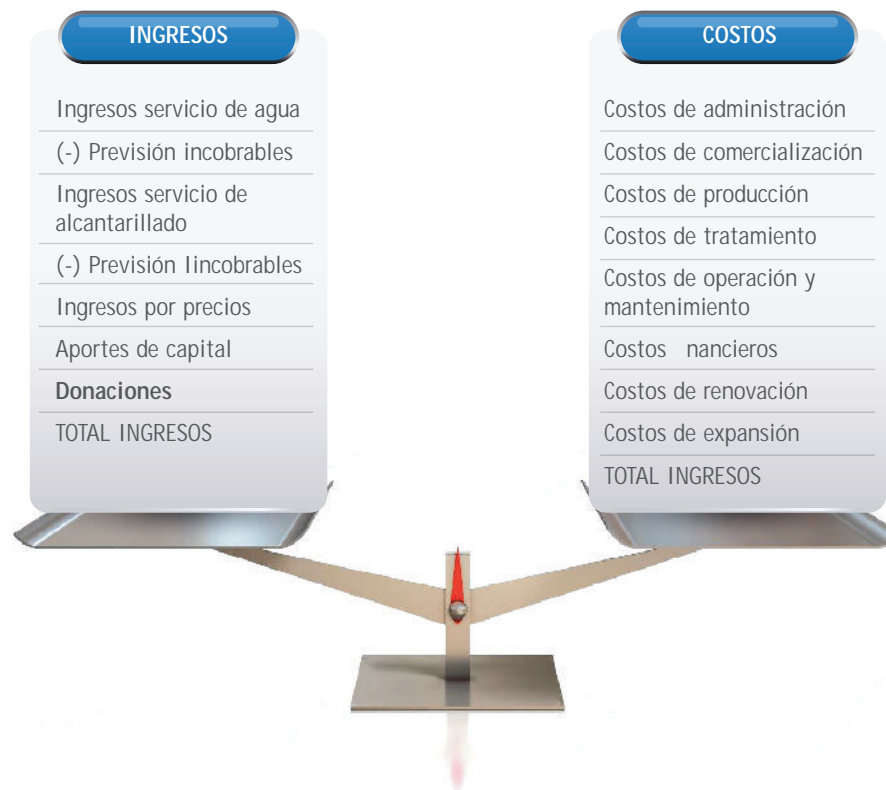 INGRESOS
Ingresos servicio de agua
(-) Previsión incobrables
Ingresos servicio de
alcantarillado
(-) Previsión Iincobrables
Ingresos por precios
Aportes de capital
Donaciones
TOTAL INGRESOS
COSTOS
Costos de administración
Costos de comercialización
Costos de producción
Costos de tratamiento
Costos de operación y
mantenimiento
Costos nancieros
Costos de renovación
Costos de expansión
TOTAL INGRESOS